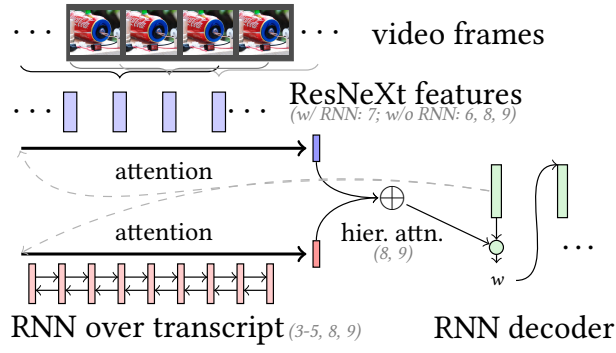 video frames
ResNeXt features
(w/ RNN: 7; w/o RNN: 6, 8, 9)
attention
attention
hier. attn.
(8, 9)
w
RNN over transcript (3-5, 8, 9)
RNN decoder